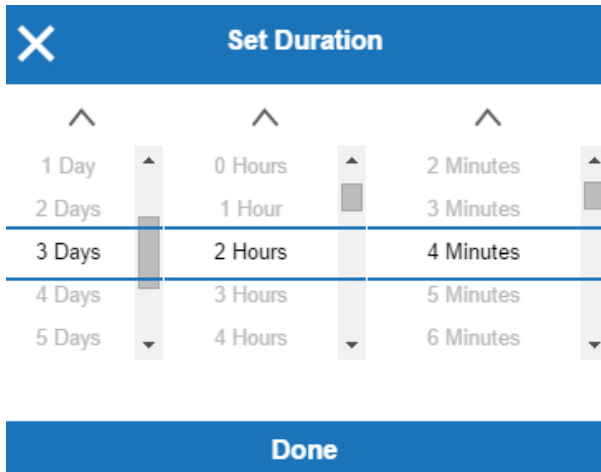 Set Duration
1 Day 0 Hours 2 Minutes
2 Days 1 Hour 3 Minutes
3 Days 2 Hours 4 Minutes
4 Days 3 Hours 5 Minutes
5 Days 4 Hours 6 Minutes
Done